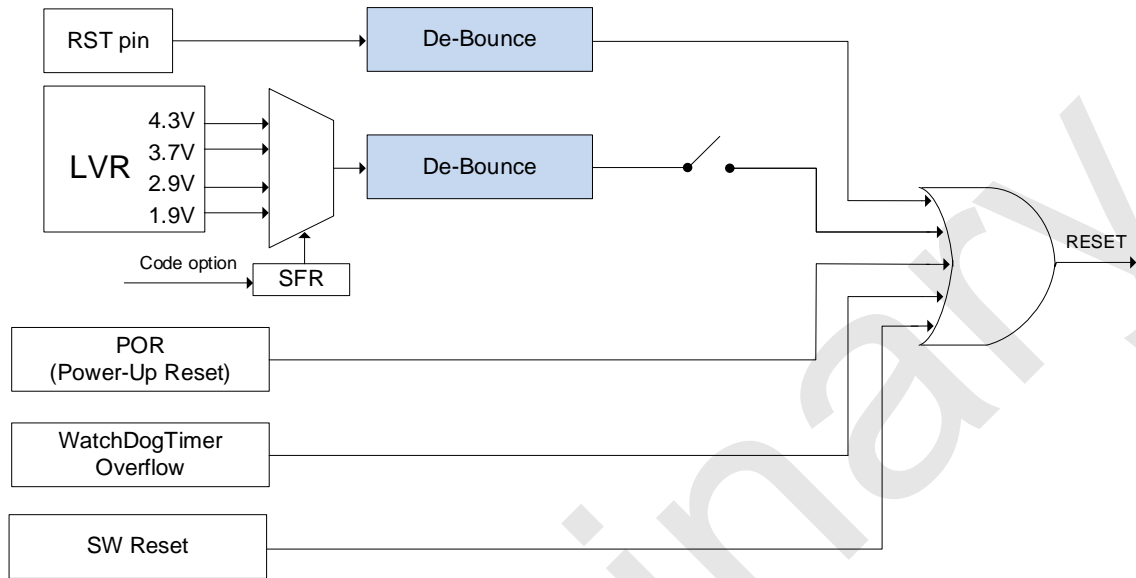 RST pin
De-Bounce
LVR
4.3V
3.7V
2.9V
1.9V
De-Bounce
Code option
SFR
RESET
POR
(Power-Up Reset)
WatchDogTimer
Overflow
SW Reset
inary